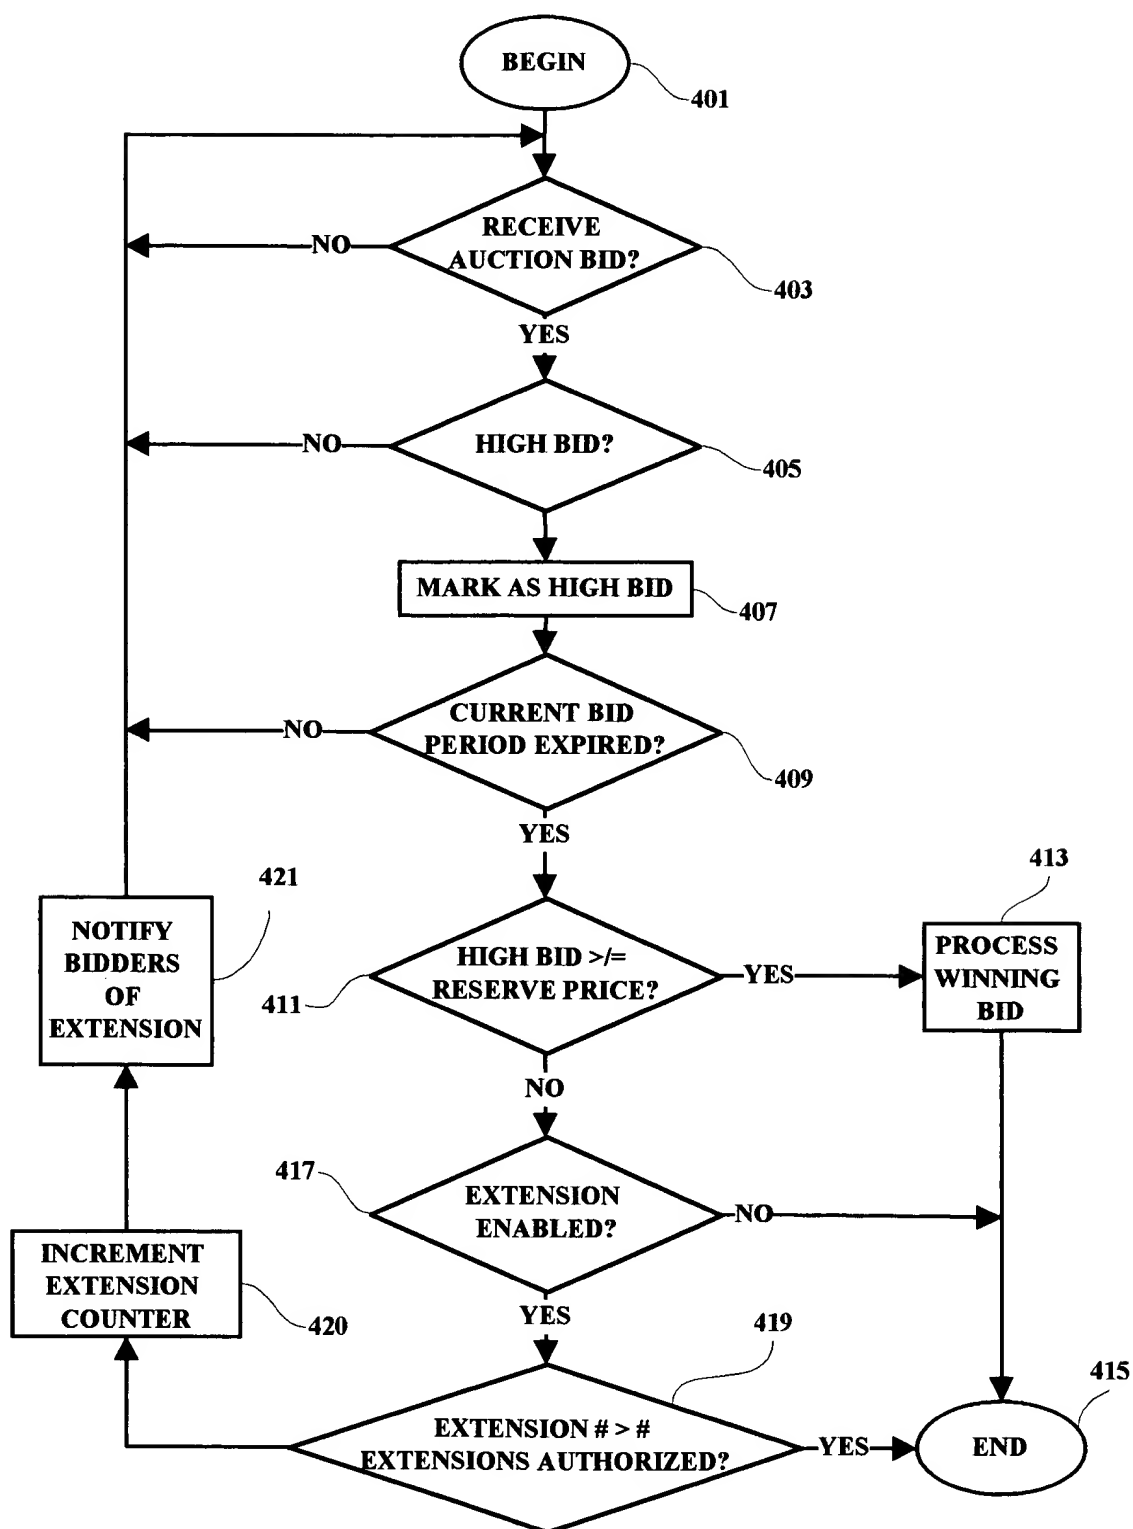 BEGIN
401
RECEIVE
AUCTION BID?
NO
403
YES
HIGH BID?
NO
405
MARK AS HIGH BID
407
CURRENT BID
PERIOD EXPIRED?
NO
409
YES
413
421
NOTIFY
BIDDERS
OF
EXTENSION
HIGH BID >/=
RESERVE PRICE?
411
YES
PROCESS
WINNING
BID
NO
417
EXTENSION
ENABLED?
NO
INCREMENT
EXTENSION
COUNTER
420
YES
419
415
EXTENSION # > #
EXTENSIONS AUTHORIZED?
YES
END